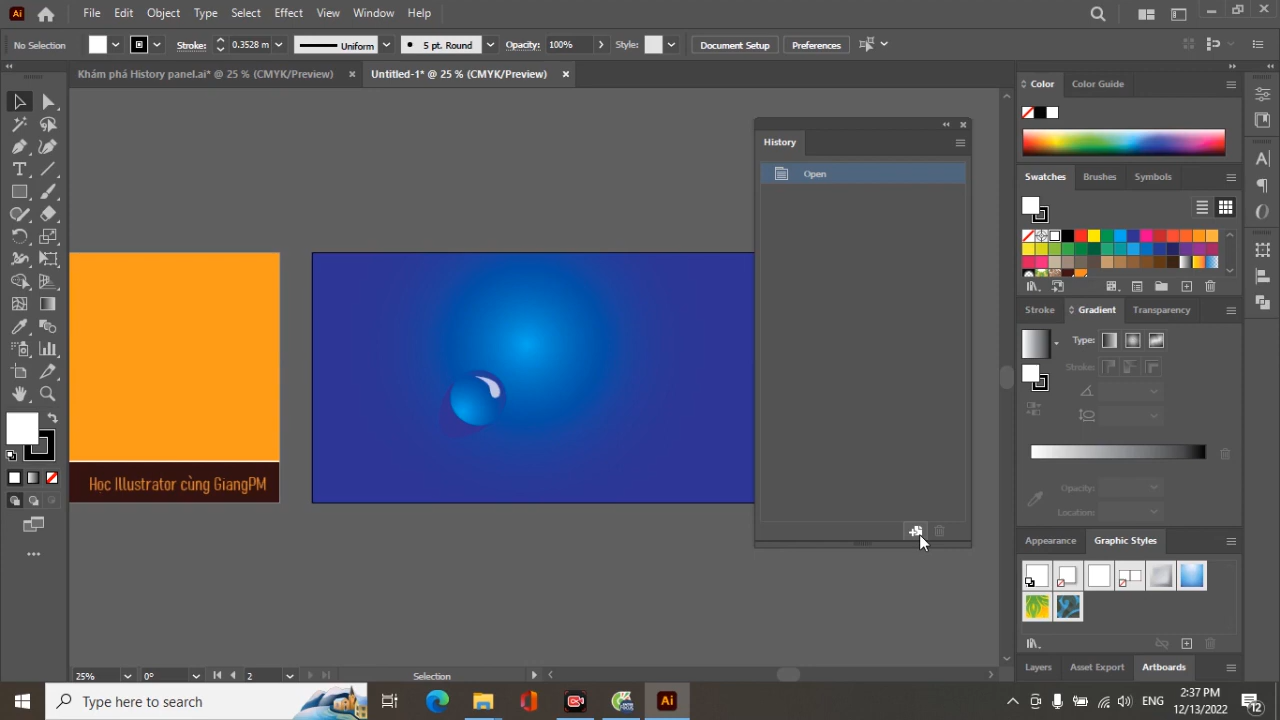 Ai File Edit Object Type Select Effect View Window Help
No Selection Stroke: 0.3528 m Uniform 5 pt. Round Opacity: 100% Style: Document Setup Preferences
Khám phá History panel.ai* @ 25 % (CMYK/Preview) Untitled-1* @ 25 % (CMYK/Preview)
Color Color Guide
History
Open
Swatches Brushes Symbols
Stroke Gradient Transparency
Type:
Stroke:
Học Illustrator cùng GiangPM
Opacity:
Location:
Appearance Graphic Styles
25% 0° 2 Selection
Layers Asset Export Artboards
Type here to search
Ai
ENG
2:37 PM
12/13/2022
12